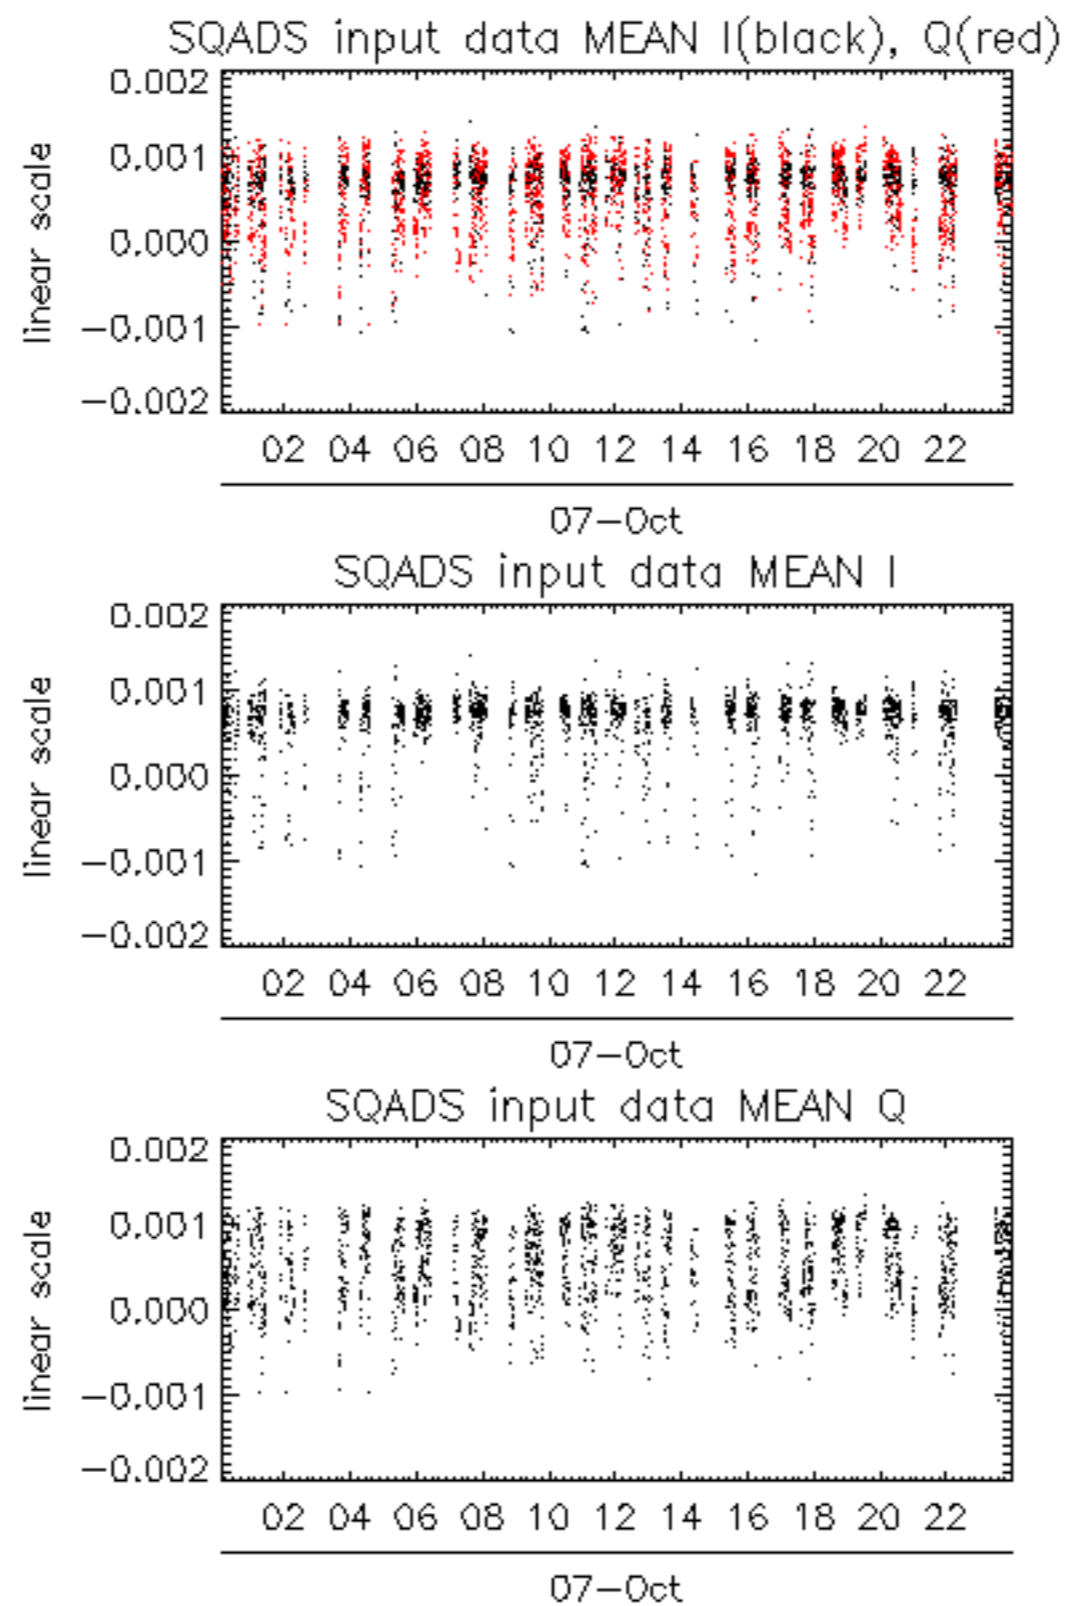 SQADS input data MEAN I(black), Q(red)
linear scale
0.002
0.001
0.000
−0.001
−0.002
02 04 06 08 10 12 14 16 18 20 22
07−Oct
SQADS input data MEAN I
linear scale
0.002
0.001
0.000
−0.001
−0.002
02 04 06 08 10 12 14 16 18 20 22
07−Oct
SQADS input data MEAN Q
linear scale
0.002
0.001
0.000
−0.001
−0.002
02 04 06 08 10 12 14 16 18 20 22
07−Oct